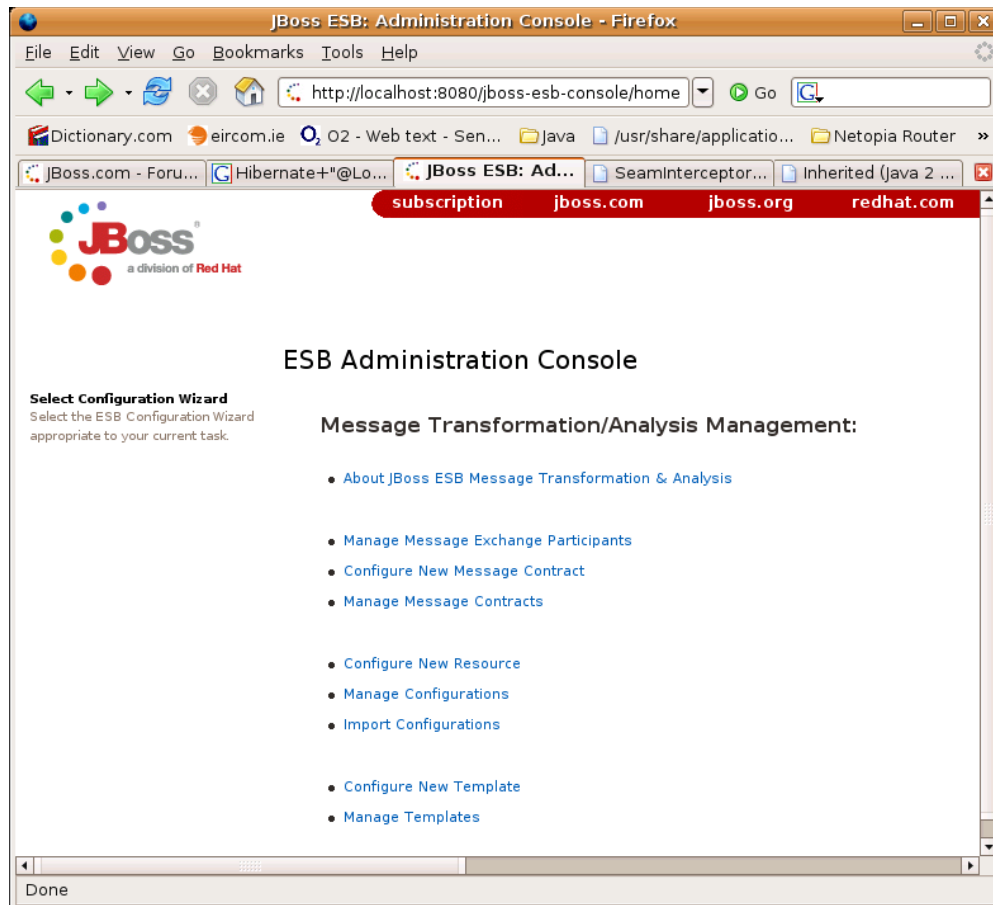 JBoss ESB: Administration Console - Firefox
File Edit View Go Bookmarks Tools Help
http://localhost:8080/jboss-esb-console/home Go G
Dictionary.com eircom.ie O2 O2 - Web text - Sen... Java /usr/share/applicatio... Netopia Router »
JBoss.com - Foru... G Hibernate+"@Lo... JBoss ESB: Ad... SeamInterceptor... Inherited (Java 2 ...
subscription jboss.com jboss.org redhat.com
JBoss®
a division of Red Hat
ESB Administration Console
Select Configuration Wizard
Select the ESB Configuration Wizard
appropriate to your current task.
Message Transformation/Analysis Management:
• About JBoss ESB Message Transformation & Analysis
• Manage Message Exchange Participants
• Configure New Message Contract
• Manage Message Contracts
• Configure New Resource
• Manage Configurations
• Import Configurations
• Configure New Template
• Manage Templates
Done